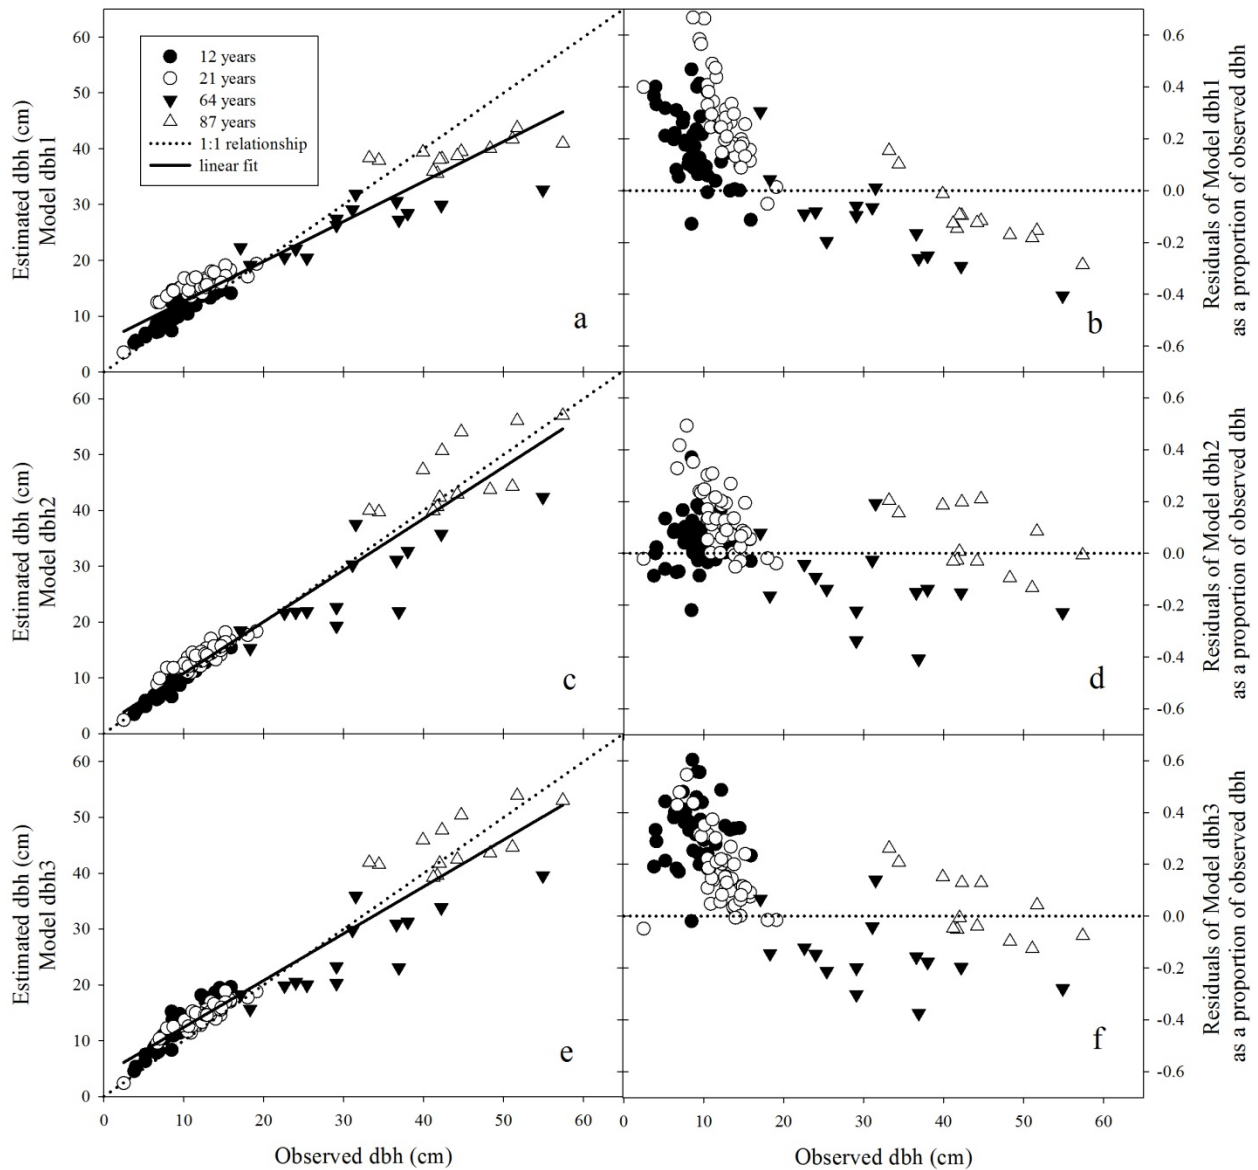 Estimated dbh (cm)
Model dbh1
60
50
40
30
20
10
0
12 years
21 years
64 years
87 years
1:1 relationship
linear fit
a
b
0.6
0.4
0.2
0.0
-0.2
-0.4
-0.6
Residuals of Model dbh1
as a proportion of observed dbh
Estimated dbh (cm)
Model dbh2
60
50
40
30
20
10
0
c
d
0.6
0.4
0.2
0.0
-0.2
-0.4
-0.6
Residuals of Model dbh2
as a proportion of observed dbh
Estimated dbh (cm)
Model dbh3
60
50
40
30
20
10
0
e
f
0.6
0.4
0.2
0.0
-0.2
-0.4
-0.6
Residuals of Model dbh3
as a proportion of observed dbh
0 10 20 30 40 50 60
0 10 20 30 40 50 60
Observed dbh (cm)
Observed dbh (cm)